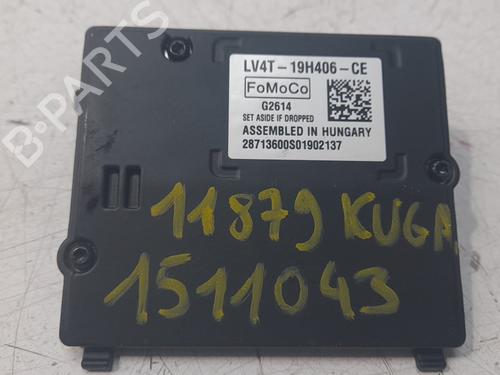 LV4T-19H406-CE
FoMoCo
G2614
SET ASIDE IF DROPPED
ASSEMBLED IN HUNGARY
28713600S01902137
11879 KUGA
1511043
B-PARTS